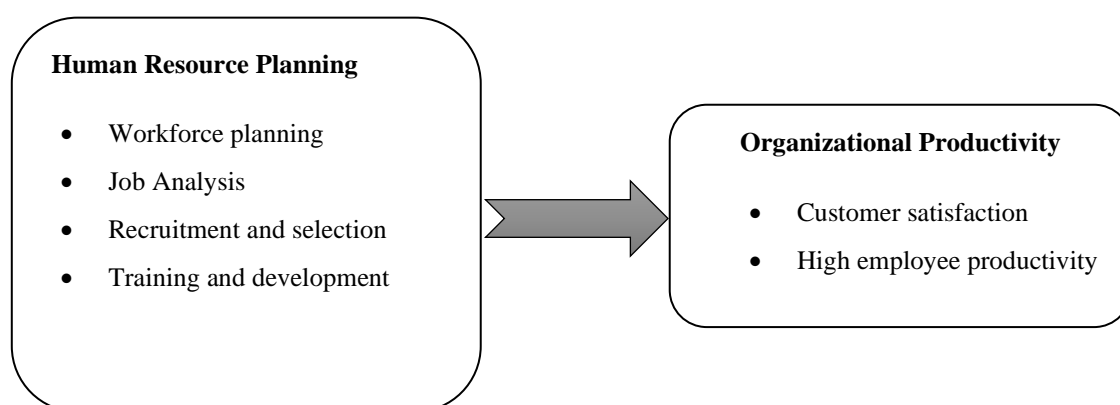 Human Resource Planning
• Workforce planning
• Job Analysis
• Recruitment and selection
• Training and development
Organizational Productivity
• Customer satisfaction
• High employee productivity